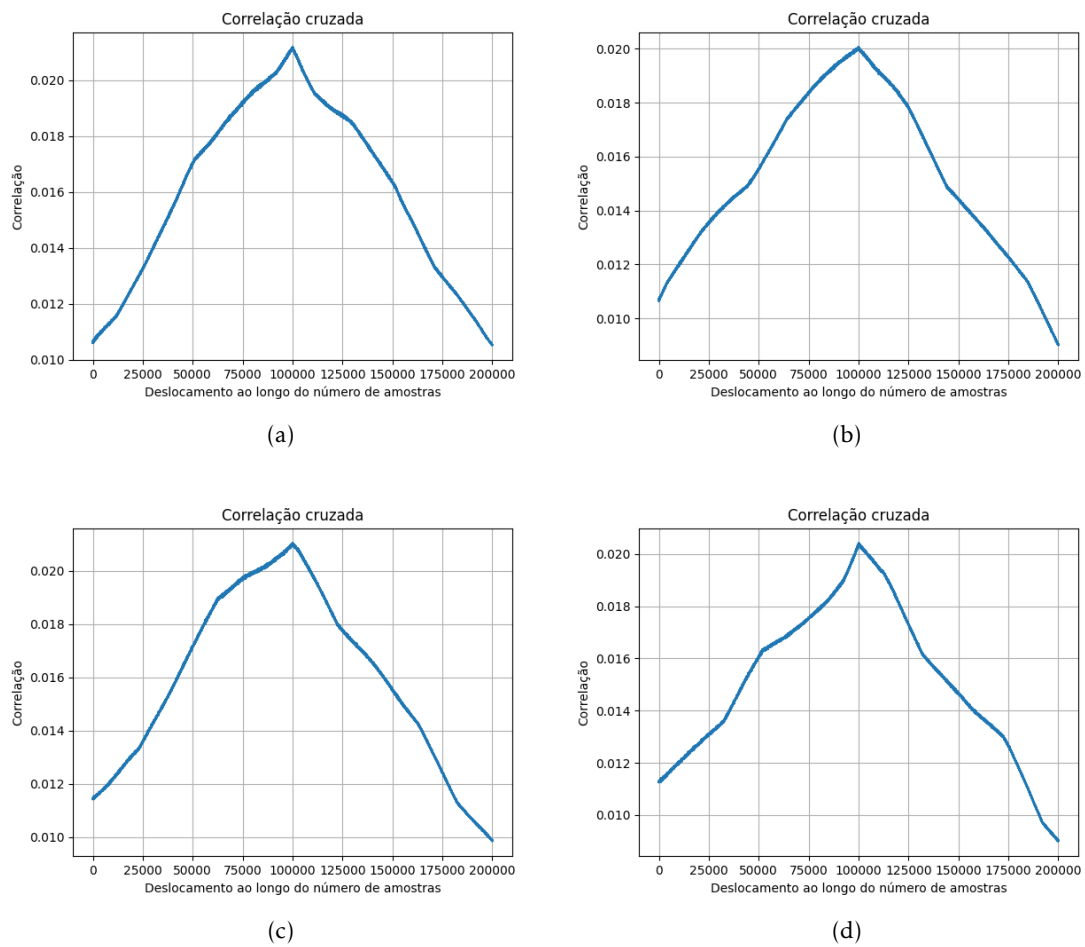 Correlação cruzada
Correlação
0.020
0.018
0.016
0.014
0.012
0.010
0 25000 50000 75000 100000 125000 150000 175000 200000
Deslocamento ao longo do número de amostras
(a)
Correlação cruzada
Correlação
0.020
0.018
0.016
0.014
0.012
0.010
0 25000 50000 75000 100000 125000 150000 175000 200000
Deslocamento ao longo do número de amostras
(b)
Correlação cruzada
Correlação
0.020
0.018
0.016
0.014
0.012
0.010
0 25000 50000 75000 100000 125000 150000 175000 200000
Deslocamento ao longo do número de amostras
(c)
Correlação cruzada
Correlação
0.020
0.018
0.016
0.014
0.012
0.010
0 25000 50000 75000 100000 125000 150000 175000 200000
Deslocamento ao longo do número de amostras
(d)